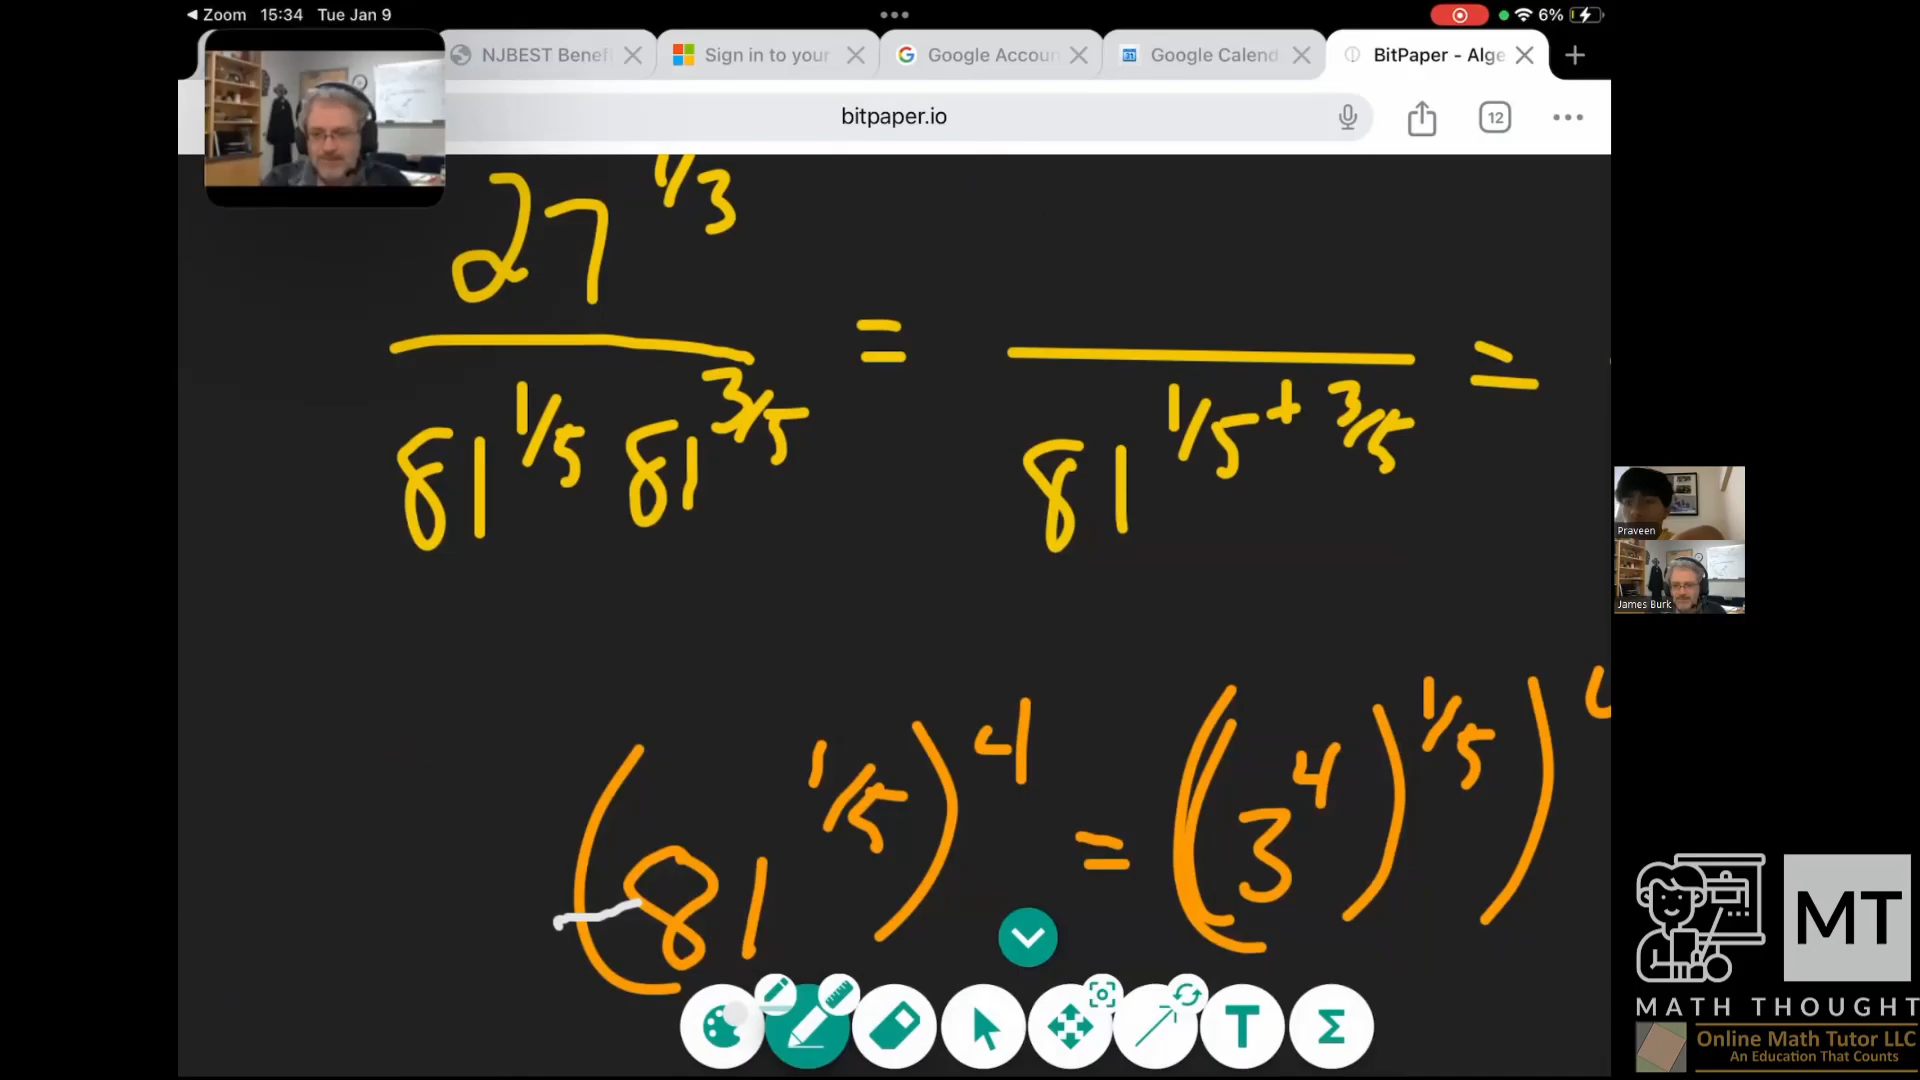 Zoom 15:34 Tue Jan 9 6%
NJBEST Benefi Sign in to your Google Accoun Google Calend BitPaper - Alge
bitpaper.io 12
27^1/3 / 81^1/5 81^3/5 = / 81^1/5+3/5 =
(81^1/5)^4 = ((3^4)^1/5)^4
T Σ
Praveen
James Burk
MT
MATH THOUGHT
Online Math Tutor LLC
An Education That Counts